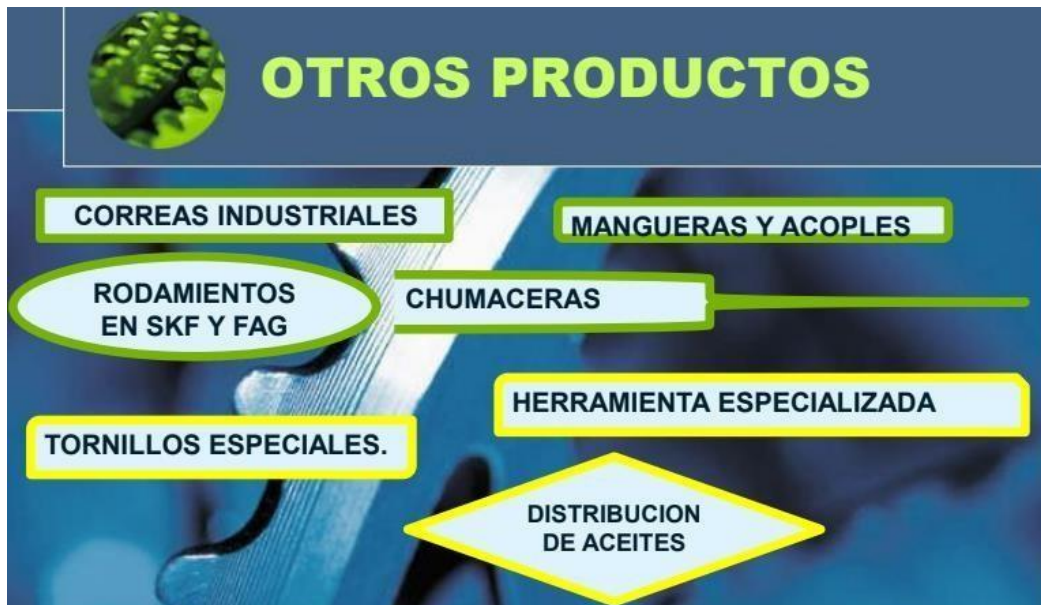 OTROS PRODUCTOS
CORREAS INDUSTRIALES
MANGUERAS Y ACOPLES
RODAMIENTOS
EN SKF Y FAG
CHUMACERAS
HERRAMIENTA ESPECIALIZADA
TORNILLOS ESPECIALES.
DISTRIBUCION
DE ACEITES